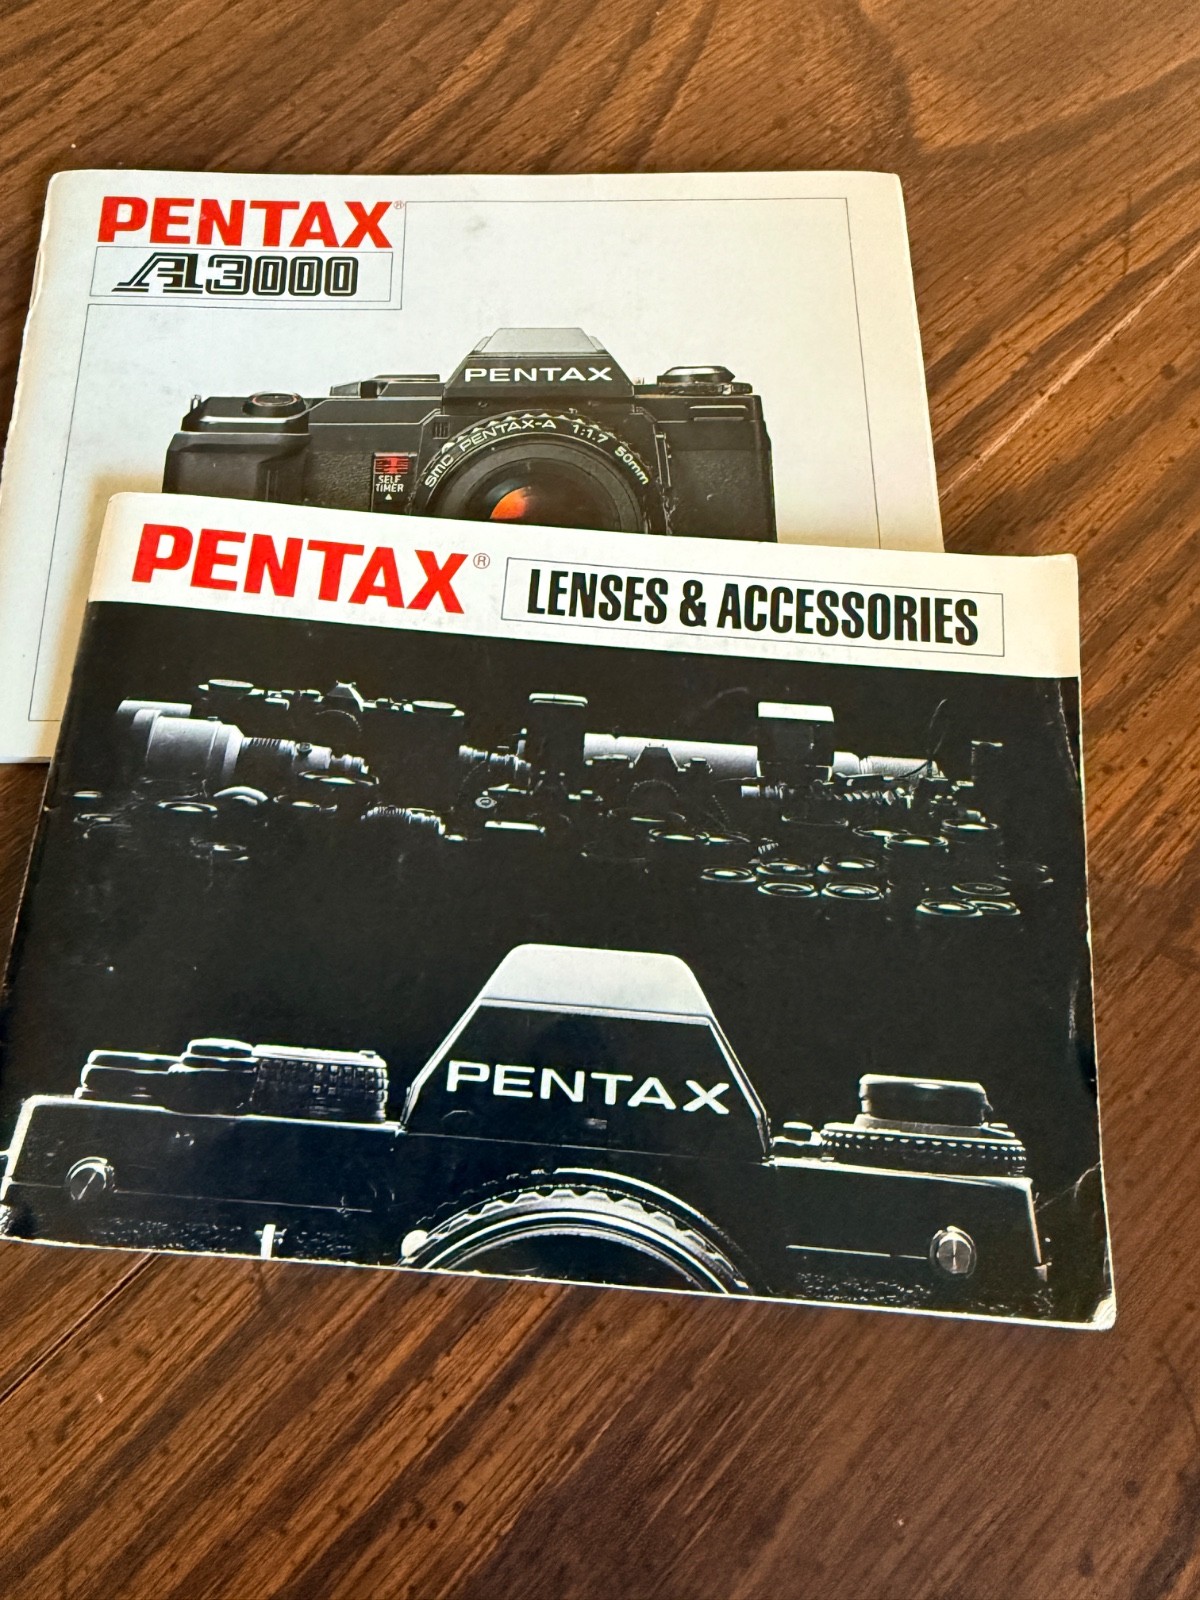 PENTAX®
A3000
PENTAX
smc PENTAX-A 1:1.7 50mm
SELF
TIMER
PENTAX®
LENSES & ACCESSORIES
PENTAX